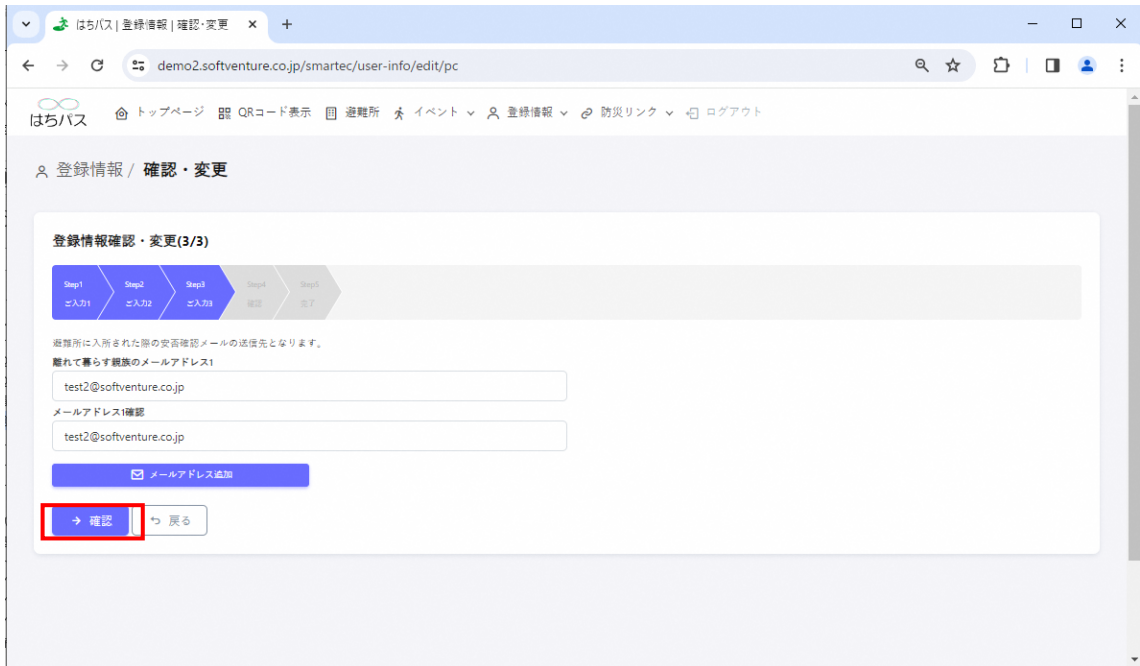 はちパス | 登録情報 | 確認・変更
demo2.softventure.co.jp/smartec/user-info/edit/pc
はちパス トップページ QRコード表示 避難所 イベント 登録情報 防災リンク ログアウト
登録情報 / 確認・変更
登録情報確認・変更(3/3)
Step1 Step2 Step3 Step4 Step5
ご入力1 ご入力2 ご入力3 確認 完了
避難所に入所された際の安否確認メールの送信先となります。
離れて暮らす親族のメールアドレス1
test2@softventure.co.jp
メールアドレス1確認
test2@softventure.co.jp
メールアドレス追加
確認 戻る